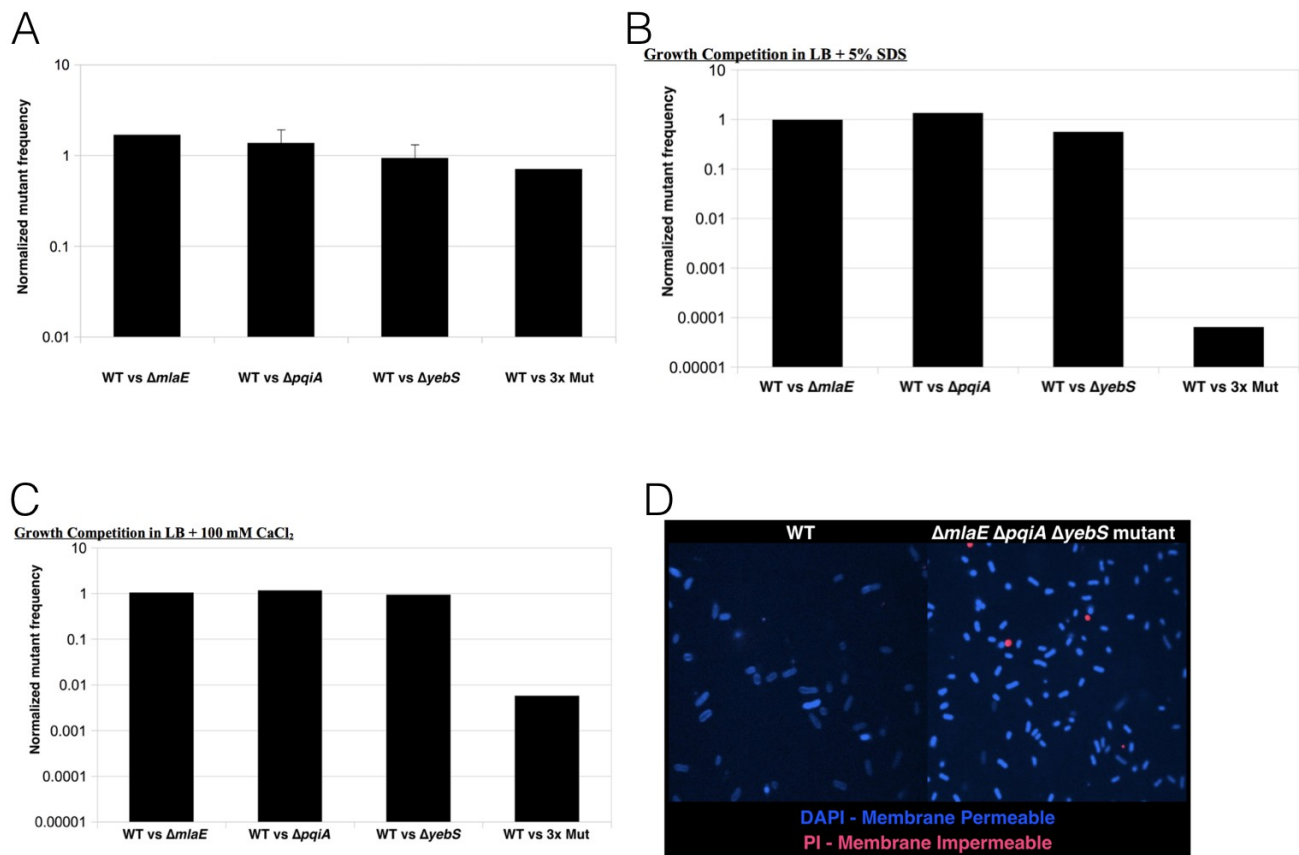 A
10
1
0.1
0.01
Normalized mutant frequency
WT vs ΔmlaE
WT vs ΔpqiA
WT vs ΔyebS
WT vs 3x Mut
B
Growth Competition in LB + 5% SDS
10
1
0.1
0.01
0.001
0.0001
0.00001
Normalized mutant frequency
WT vs ΔmlaE
WT vs ΔpqiA
WT vs ΔyebS
WT vs 3x Mut
C
Growth Competition in LB + 100 mM CaCl₂
10
1
0.1
0.01
0.001
0.0001
0.00001
Normalized mutant frequency
WT vs ΔmlaE
WT vs ΔpqiA
WT vs ΔyebS
WT vs 3x Mut
D
WT
ΔmlaE ΔpqiA ΔyebS mutant
DAPI - Membrane Permeable
PI - Membrane Impermeable